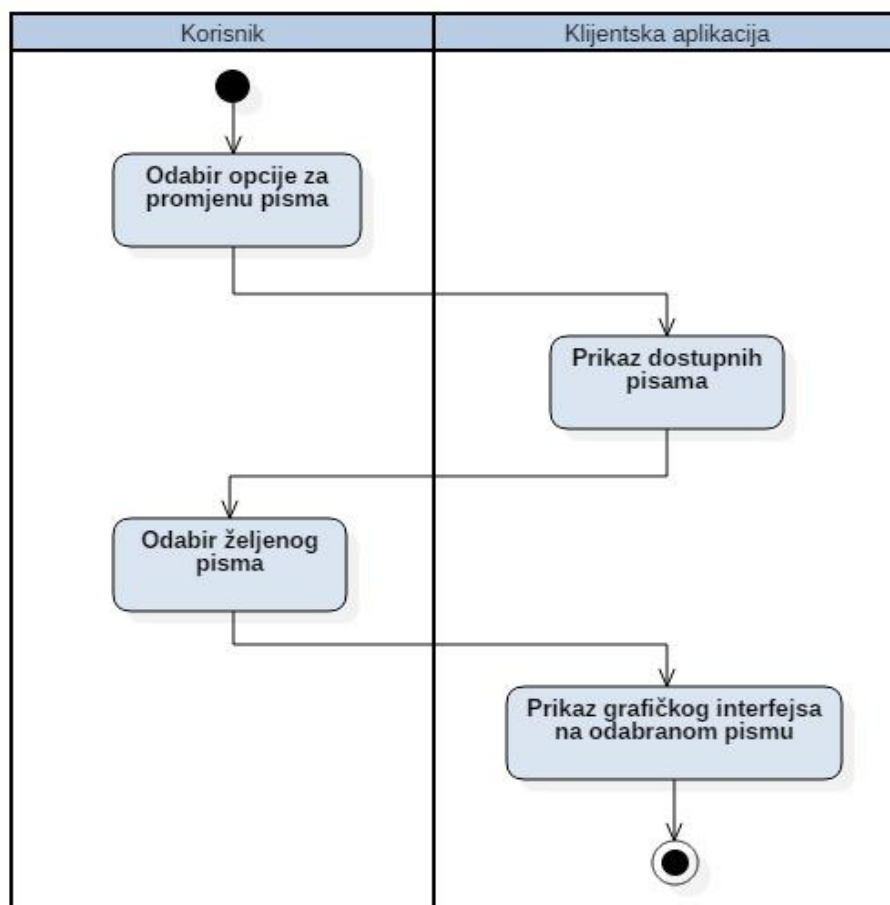 Korisnik
Klijentska aplikacija
Odabir opcije za
promjenu pisma
Prikaz dostupnih
pisama
Odabir željenog
pisma
Prikaz grafičkog interfejsa
na odabranom pismu